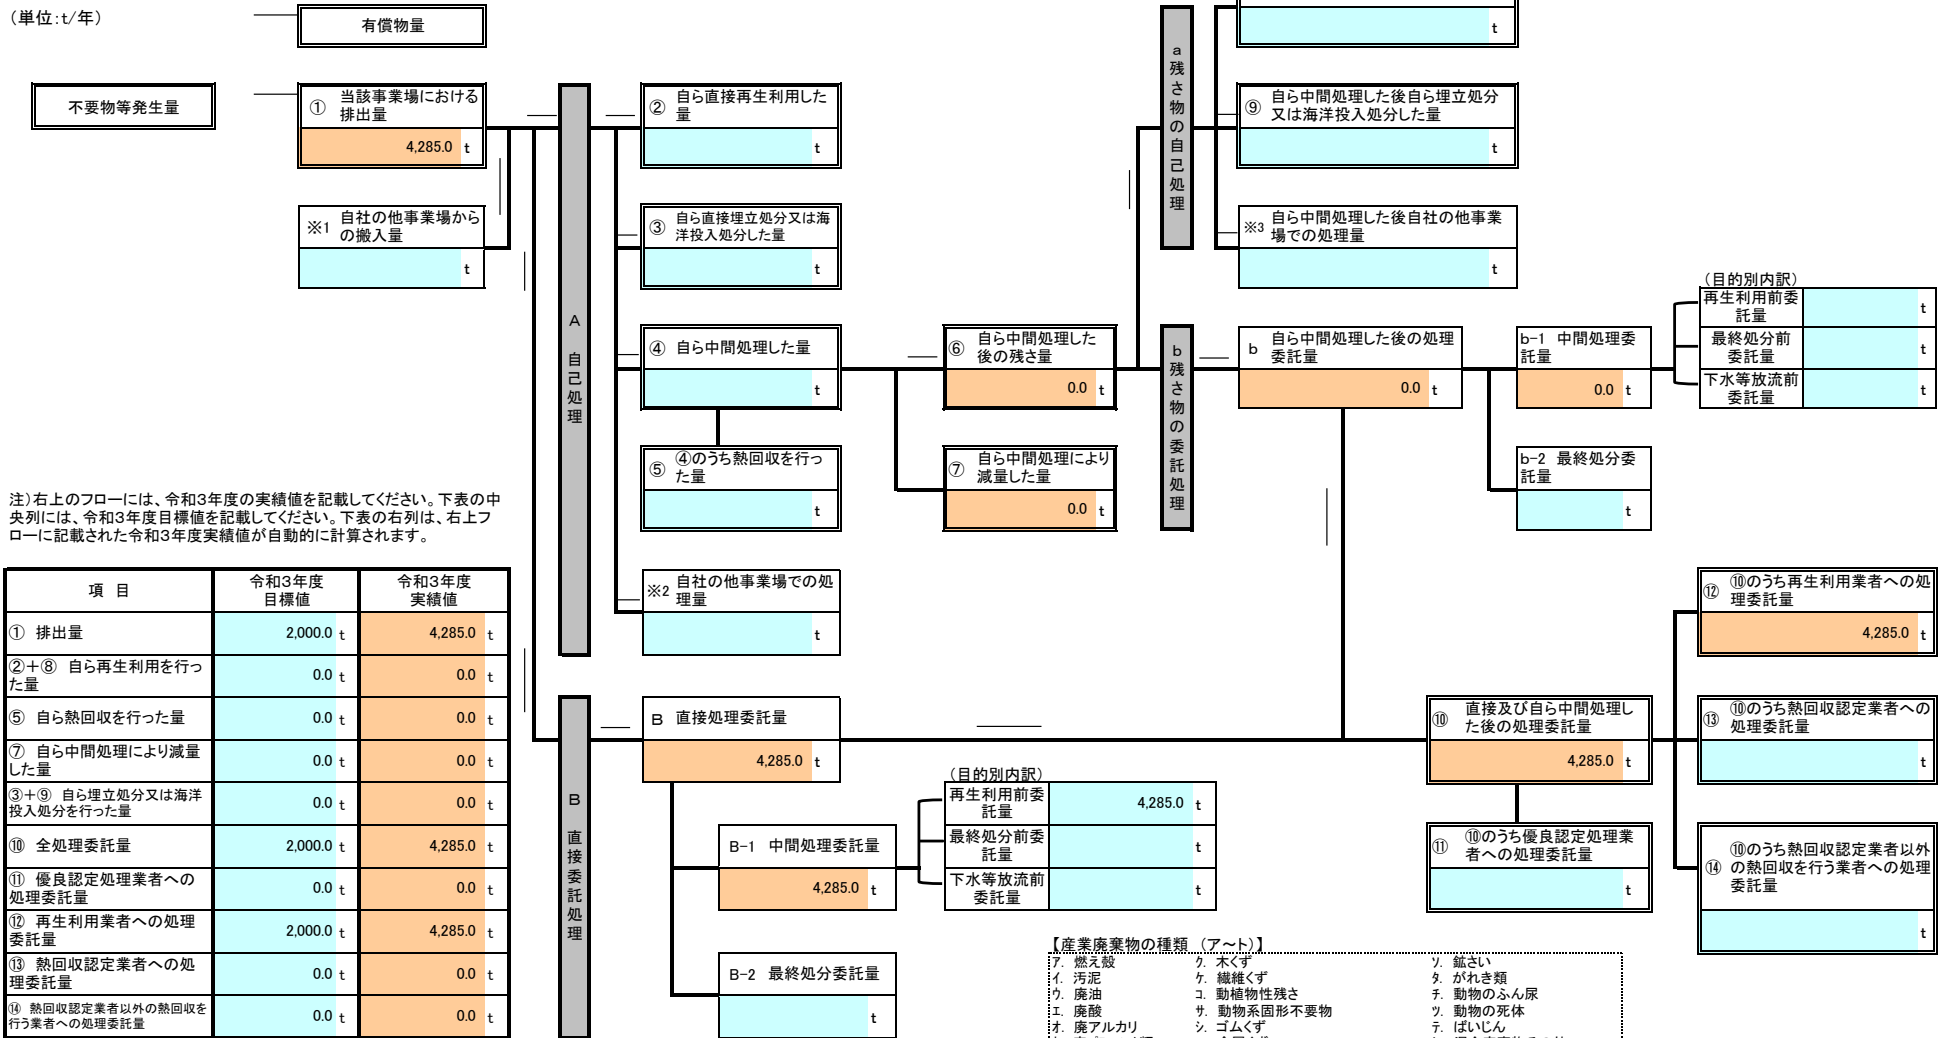 (単位:t/年)
有償物量
不要物等発生量
① 当該事業場における
排出量
4,285.0 t
※1 自社の他事業場から
の搬入量
t
A 自己処理
② 自ら直接再生利用した
量
t
③ 自ら直接埋立処分又は海
洋投入処分した量
t
④ 自ら中間処理した量
t
⑤ ④のうち熱回収を行っ
た量
t
※2 自社の他事業場での処
理量
t
⑥ 自ら中間処理した
後の残さ量
0.0 t
⑦ 自ら中間処理により
減量した量
0.0 t
a残さ物の自己処理
t
⑨ 自ら中間処理した後自ら埋立処分
又は海洋投入処分した量
t
※3 自ら中間処理した後自社の他事業
場での処理量
t
b残さ物の委託処理
b 自ら中間処理した後の処理
委託量
0.0 t
b-1 中間処理委
託量
0.0 t
b-2 最終処分委
託量
t
(目的別内訳)
再生利用前委
託量
t
最終処分前
委託量
t
下水等放流前
委託量
t
注)右上のフローには、令和3年度の実績値を記載してください。下表の中
央列には、令和3年度目標値を記載してください。下表の右列は、右上フ
ローに記載された令和3年度実績値が自動的に計算されます。
項 目 令和3年度
目標値 令和3年度
実績値
① 排出量 2,000.0 t 4,285.0 t
②+⑧ 自ら再生利用を行っ
た量 0.0 t 0.0 t
⑤ 自ら熱回収を行った量 0.0 t 0.0 t
⑦ 自ら中間処理により減量
した量 0.0 t 0.0 t
③+⑨ 自ら埋立処分又は海洋
投入処分を行った量 0.0 t 0.0 t
⑩ 全処理委託量 2,000.0 t 4,285.0 t
⑪ 優良認定処理業者への
処理委託量 0.0 t 0.0 t
⑫ 再生利用業者への処理
委託量 2,000.0 t 4,285.0 t
⑬ 熱回収認定業者への処
理委託量 0.0 t 0.0 t
⑭ 熱回収認定業者以外の熱回収を
行う業者への処理委託量 0.0 t 0.0 t
B 直接委託処理
B 直接処理委託量
4,285.0 t
B-1 中間処理委託量
4,285.0 t
B-2 最終処分委託量
t
(目的別内訳)
再生利用前委
託量
4,285.0 t
最終処分前委
託量
t
下水等放流前
委託量
t
⑩ 直接及び自ら中間処理し
た後の処理委託量
4,285.0 t
⑪ ⑩のうち優良認定処理業
者への処理委託量
t
⑫ ⑩のうち再生利用業者への処
理委託量
4,285.0 t
⑬ ⑩のうち熱回収認定業者への
処理委託量
t
⑭ ⑩のうち熱回収認定業者以外
の熱回収を行う業者への処理
委託量
t
【産業廃棄物の種類 (ア~ト)】
ア. 燃え殻 ク. 木くず ソ. 鉱さい
イ. 汚泥 ケ. 繊維くず タ. がれき類
ウ. 廃油 コ. 動植物性残さ チ. 動物のふん尿
エ. 廃酸 サ. 動物系固形不要物 ツ. 動物の死体
オ. 廃アルカリ シ. ゴムくず テ. ばいじん